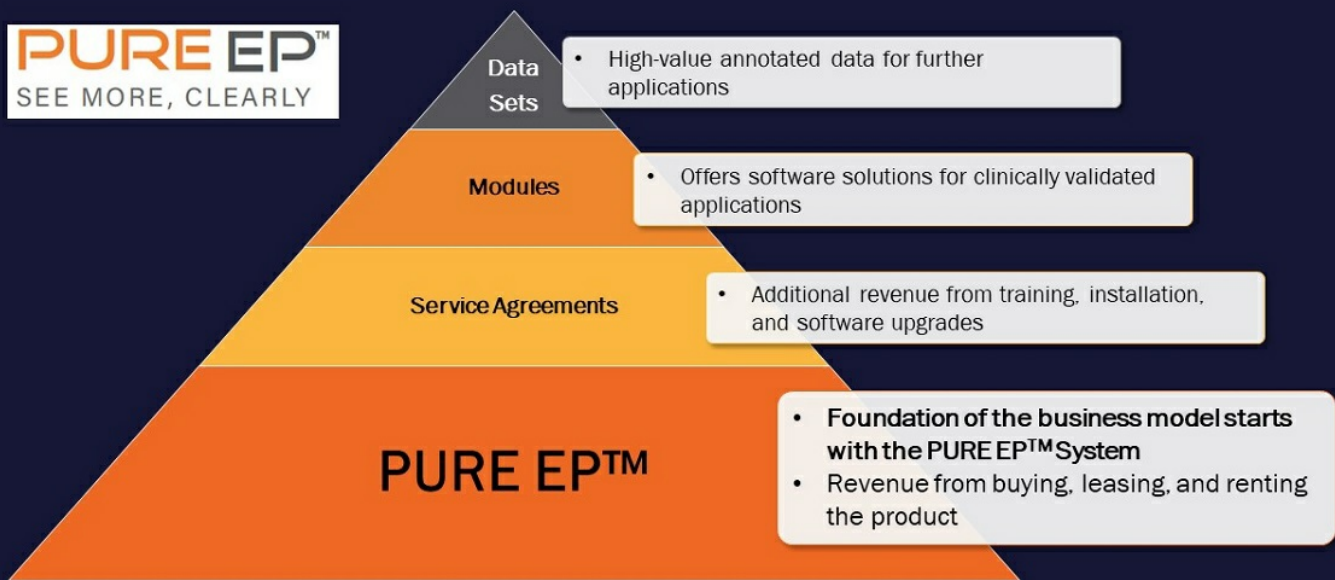 PURE EP™
SEE MORE, CLEARLY
Data
Sets
• High-value annotated data for further
applications
Modules
• Offers software solutions for clinically validated
applications
Service Agreements
• Additional revenue from training, installation,
and software upgrades
PURE EP™
• Foundation of the business model starts
with the PURE EP™ System
• Revenue from buying, leasing, and renting
the product